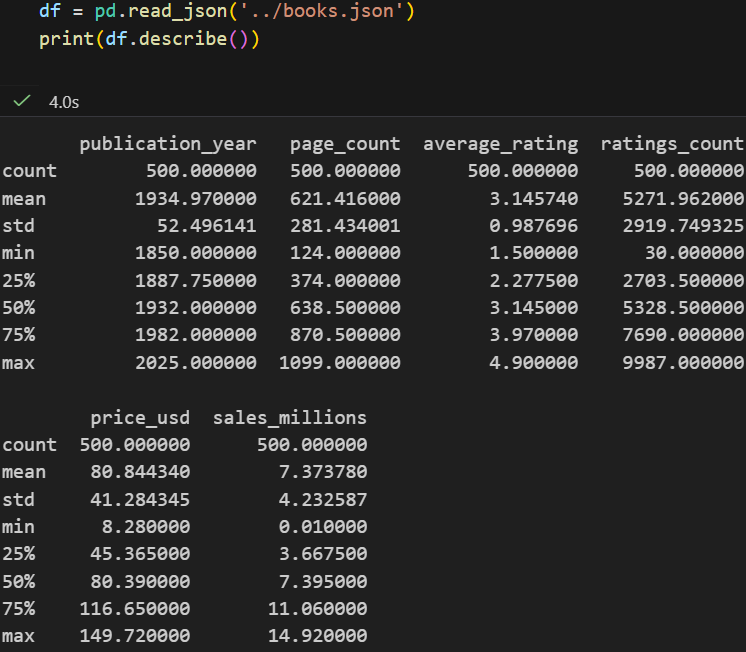 df = pd.read_json('../books.json')
print(df.describe())
4.0s
publication_year page_count average_rating ratings_count
count 500.000000 500.000000 500.000000 500.000000
mean 1934.970000 621.416000 3.145740 5271.962000
std 52.496141 281.434001 0.987696 2919.749325
min 1850.000000 124.000000 1.500000 30.000000
25% 1887.750000 374.000000 2.277500 2703.500000
50% 1932.000000 638.500000 3.145000 5328.500000
75% 1982.000000 870.500000 3.970000 7690.000000
max 2025.000000 1099.000000 4.900000 9987.000000
price_usd sales_millions
count 500.000000 500.000000
mean 80.844340 7.373780
std 41.284345 4.232587
min 8.280000 0.010000
25% 45.365000 3.667500
50% 80.390000 7.395000
75% 116.650000 11.060000
max 149.720000 14.920000